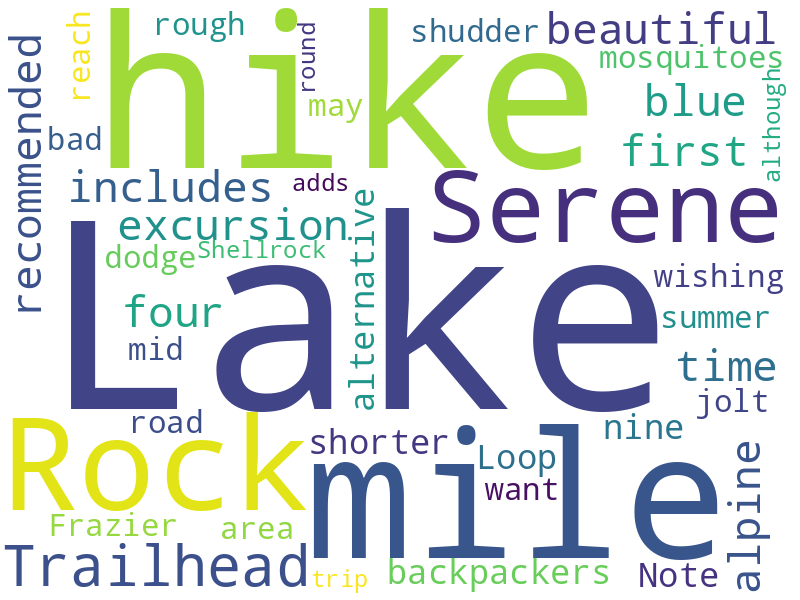 hike
rough
round
shudder
beautiful
reach
may
mosquitoes
recommended
bad
blue
although
first
includes
adds
Serene
excursion
alternative
dodge
Shellrock
Lake
wishing
four
summer
mid
time
jolt
road
Rock
shorter
mile
nine
Loop
want
alpine
Frazier
area
Trailhead
trip
backpackers
Note